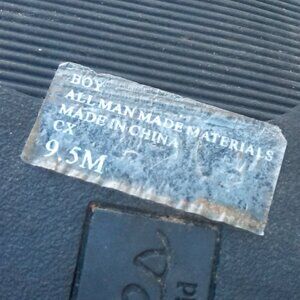 BOY
ALL MAN MADE MATERIALS
MADE IN CHINA
CX
9.5M